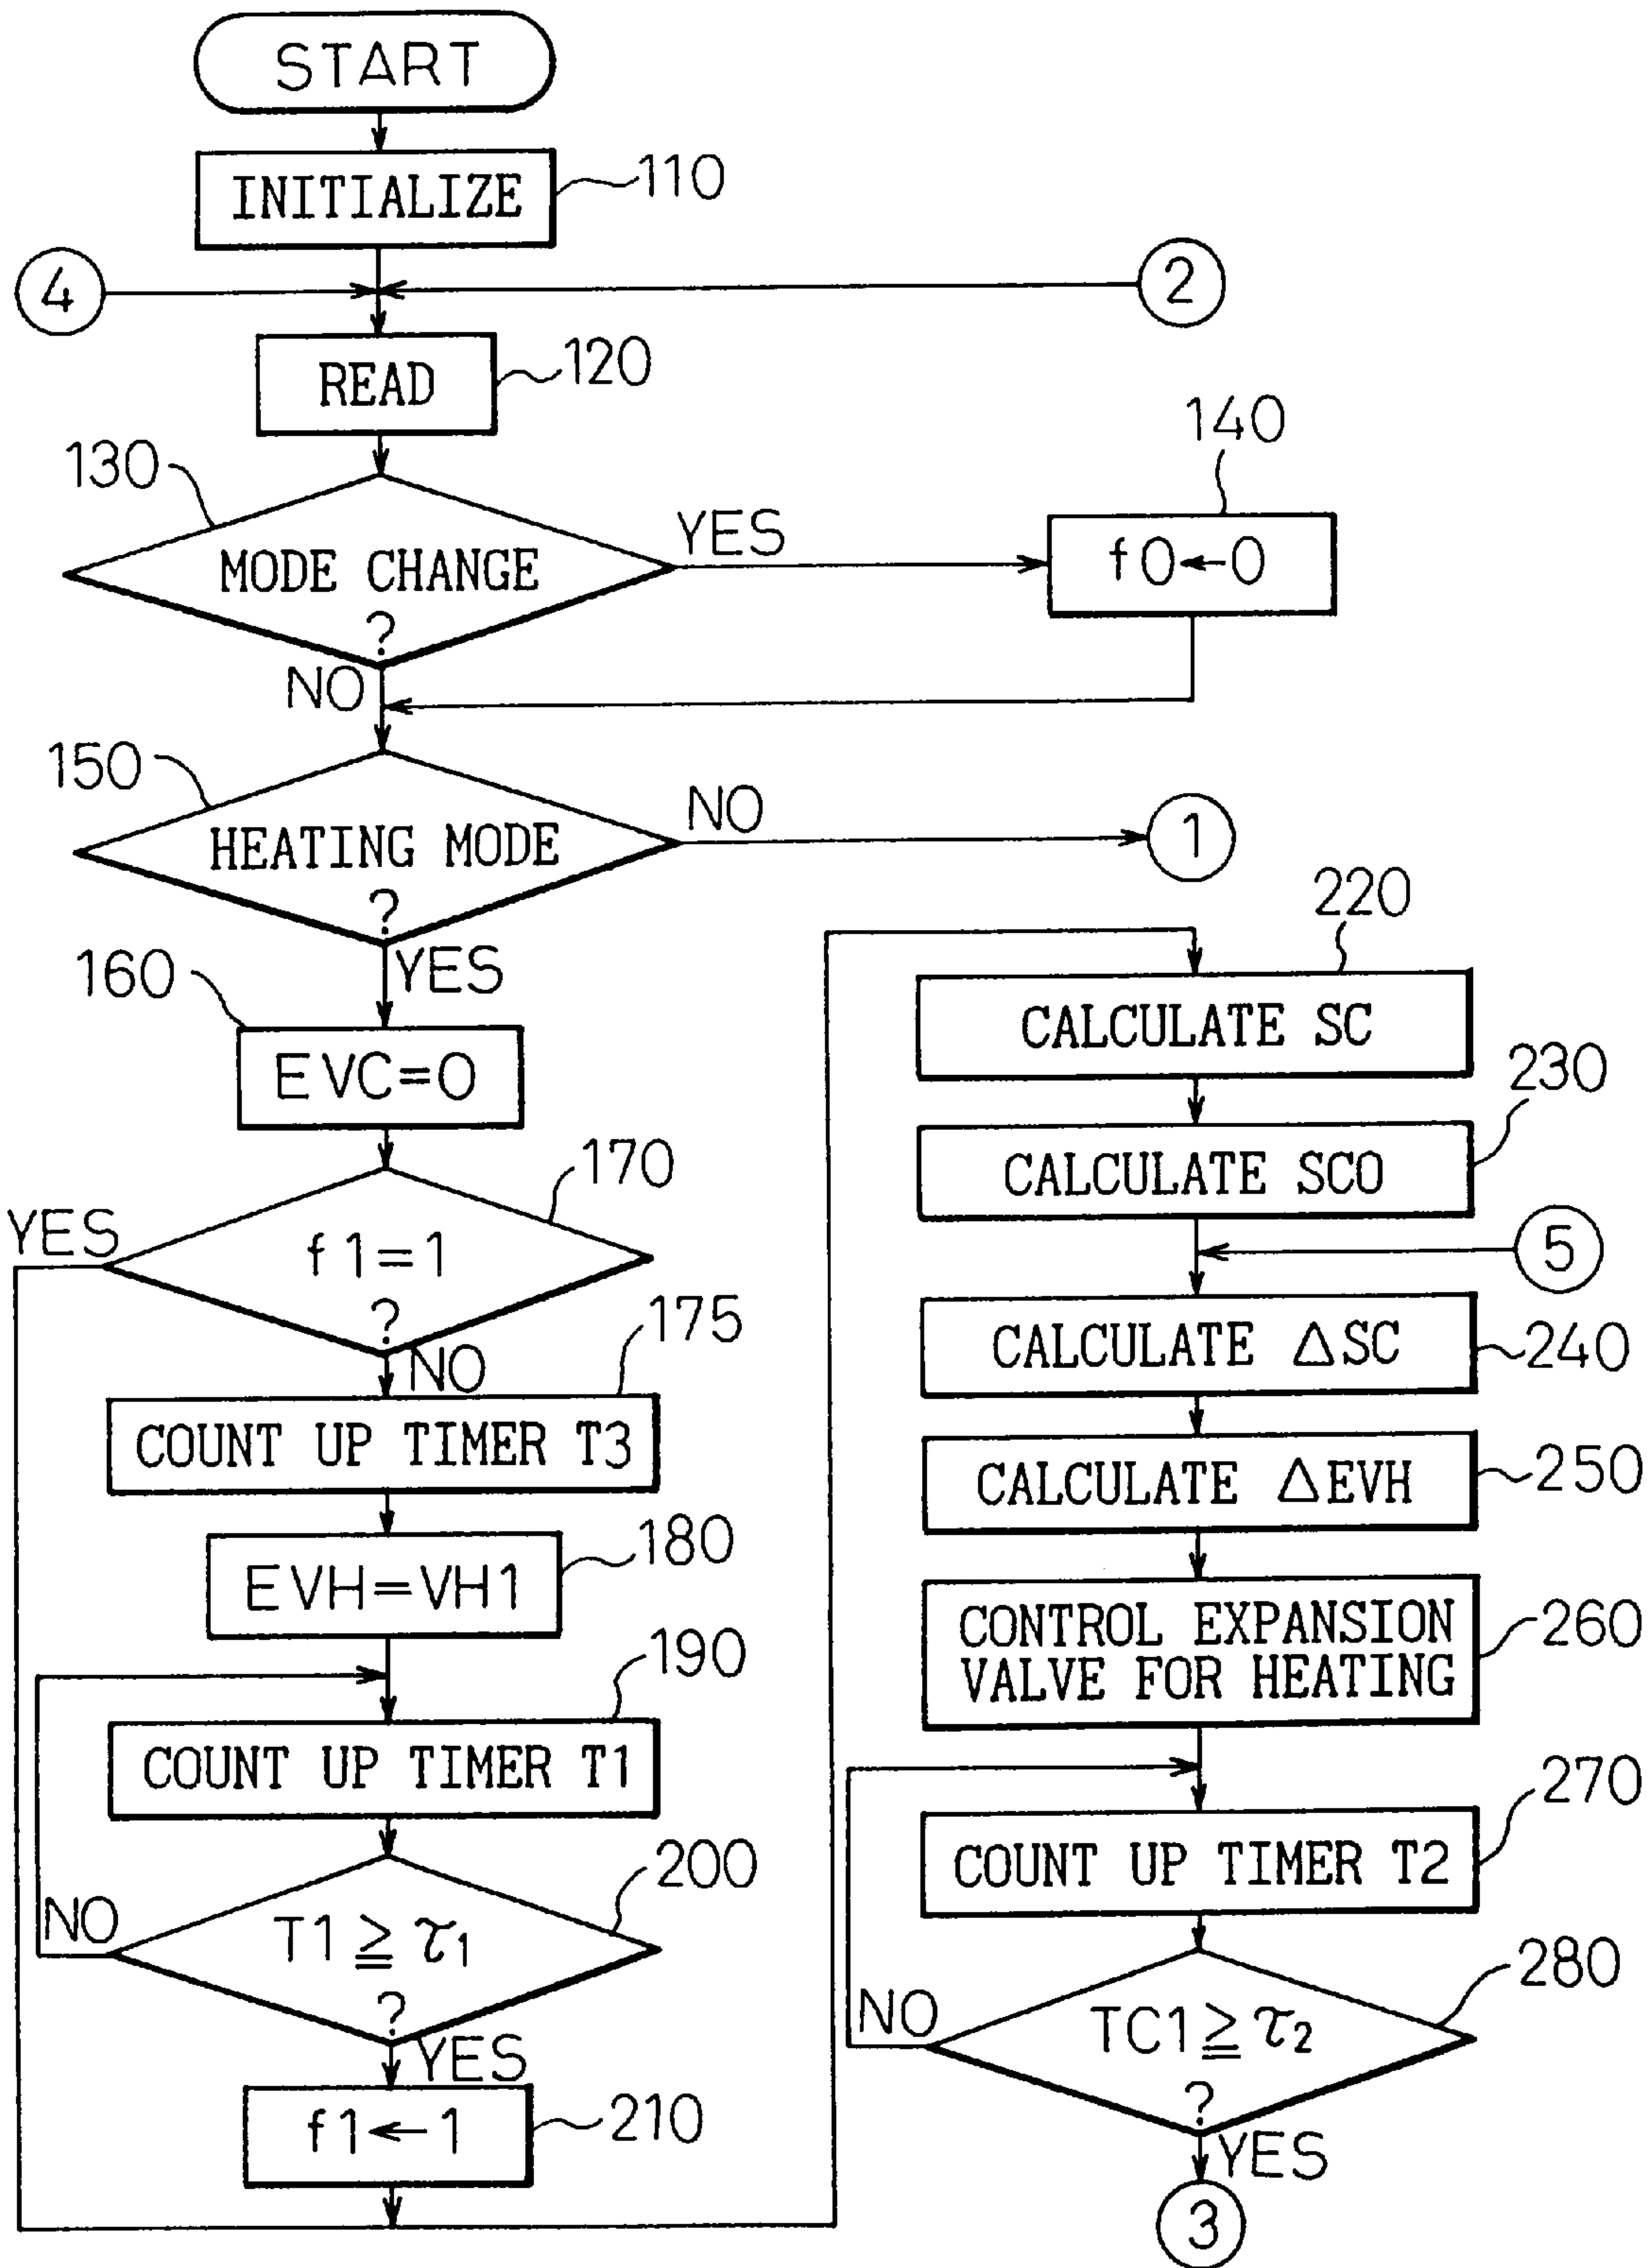 START
INITIALIZE
110
4
2
READ
120
130
MODE CHANGE
?
YES
NO
140
f0←0
150
HEATING MODE
?
NO
1
YES
160
EVC=0
170
f1=1
?
YES
NO
175
COUNT UP TIMER T3
180
EVH=VH1
190
COUNT UP TIMER T1
200
T1≧τ1
?
NO
YES
f1←1
210
220
CALCULATE SC
230
CALCULATE SCO
5
CALCULATE △SC
240
CALCULATE △EVH
250
CONTROL EXPANSION
VALVE FOR HEATING
260
270
COUNT UP TIMER T2
280
TC1≧τ2
?
NO
YES
3